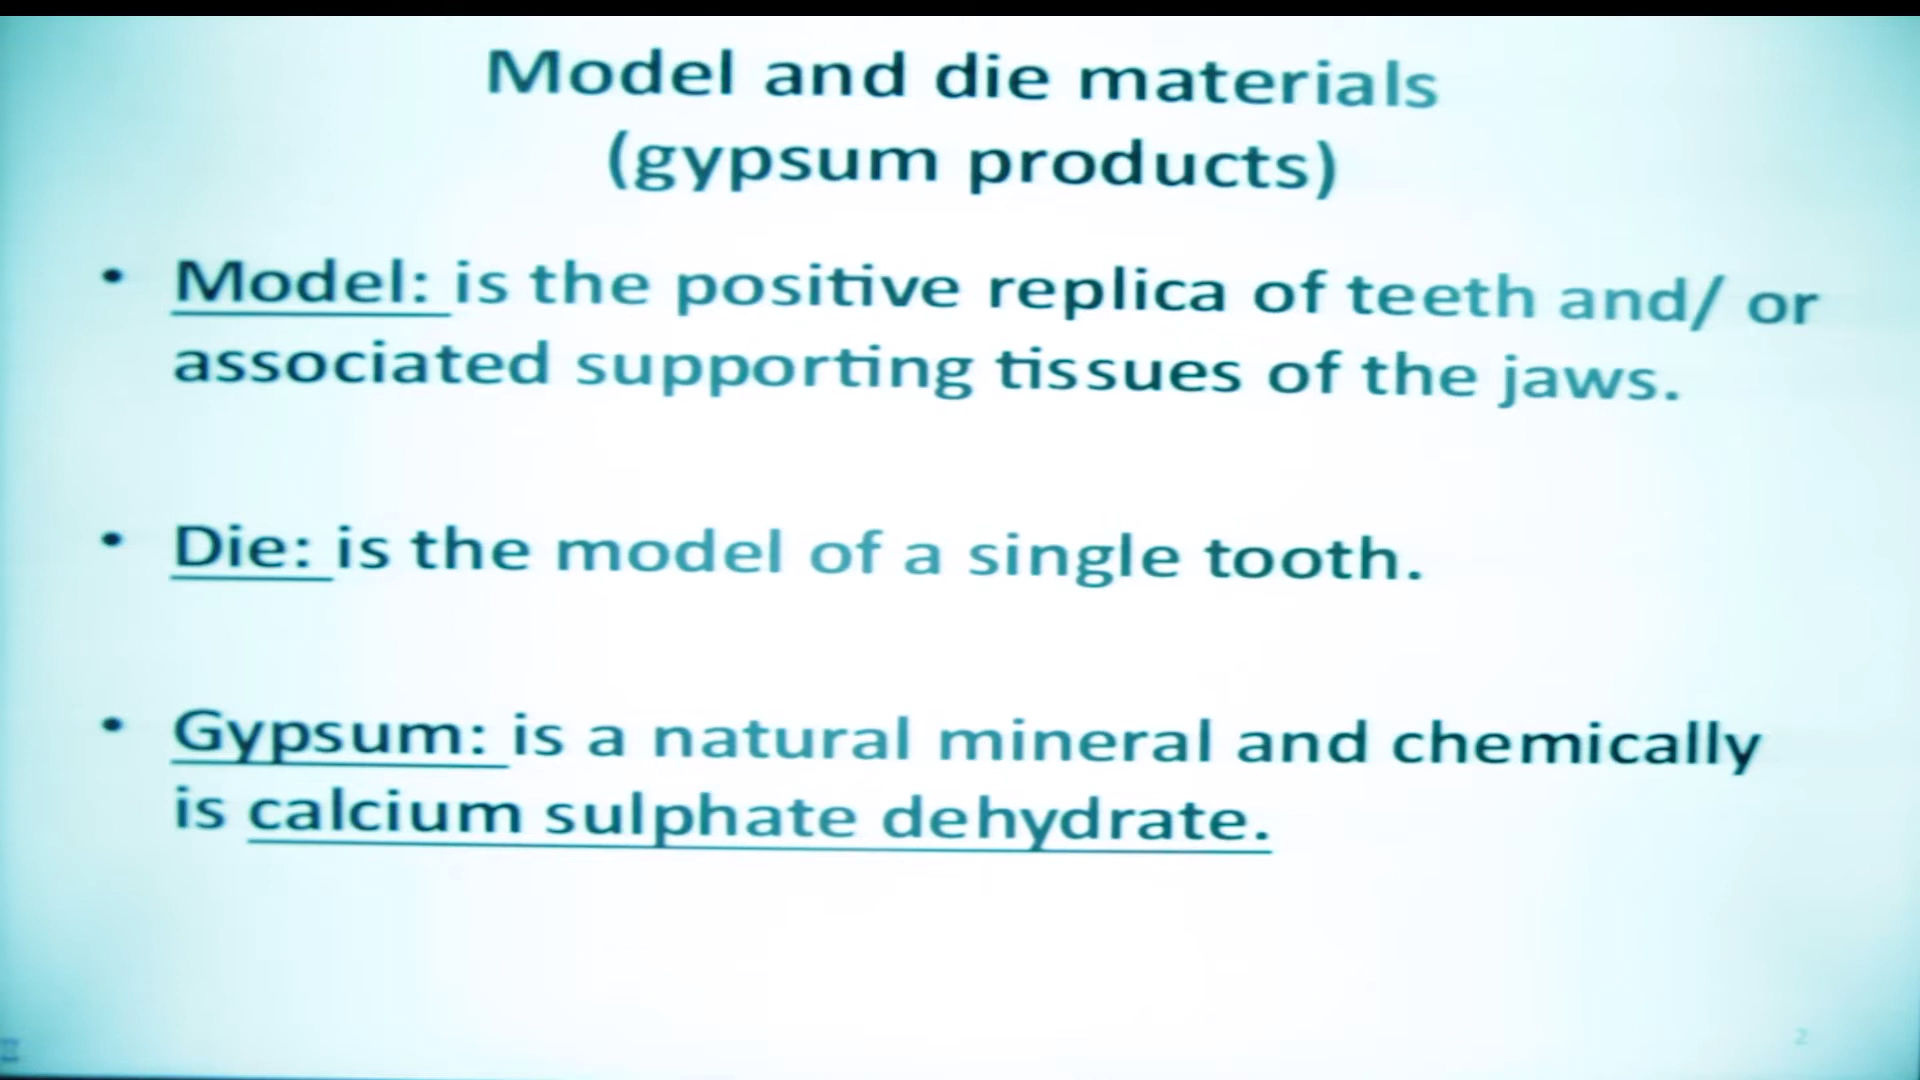 Model and die materials
(gypsum products)
• Model: is the positive replica of teeth and/ or
associated supporting tissues of the jaws.
• Die: is the model of a single tooth.
• Gypsum: is a natural mineral and chemically
is calcium sulphate dehydrate.
2